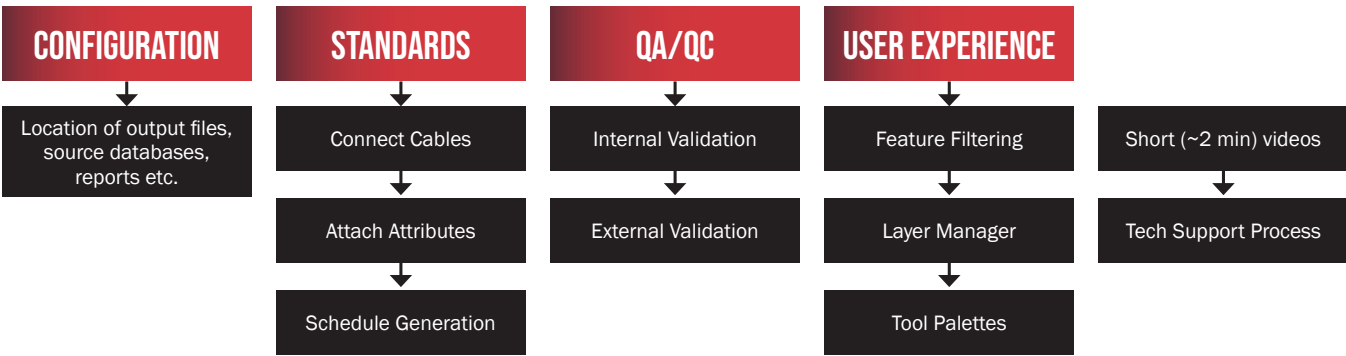 CONFIGURATION
Location of output files,
source databases,
reports etc.
STANDARDS
Connect Cables
Attach Attributes
Schedule Generation
QA/QC
Internal Validation
External Validation
USER EXPERIENCE
Feature Filtering
Layer Manager
Tool Palettes
Short (~2 min) videos
Tech Support Process